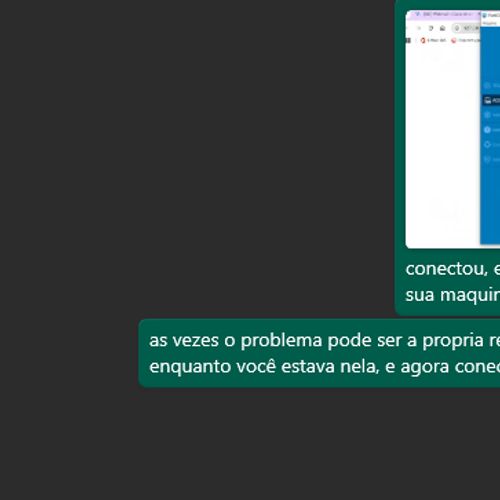 conectou, e
sua maquin
as vezes o problema pode ser a propria re
enquanto você estava nela, e agora conec